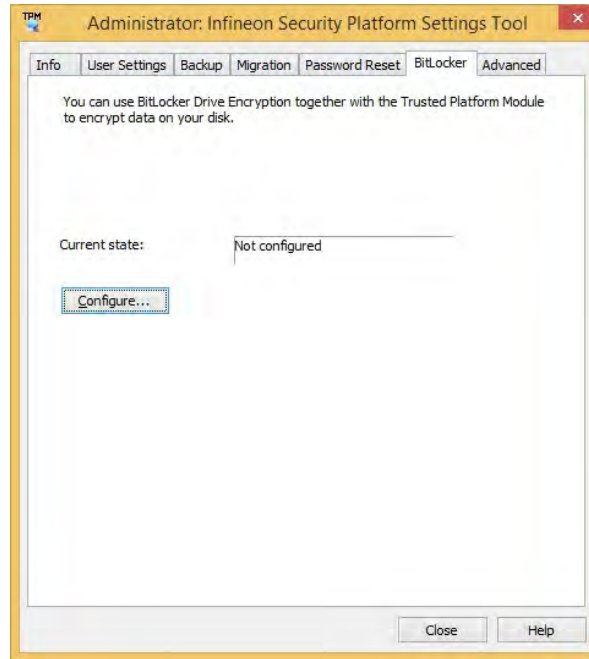 TPM
Administrator: Infineon Security Platform Settings Tool
Info User Settings Backup Migration Password Reset BitLocker Advanced
You can use BitLocker Drive Encryption together with the Trusted Platform Module
to encrypt data on your disk.
Current state: Not configured
Configure...
Close Help